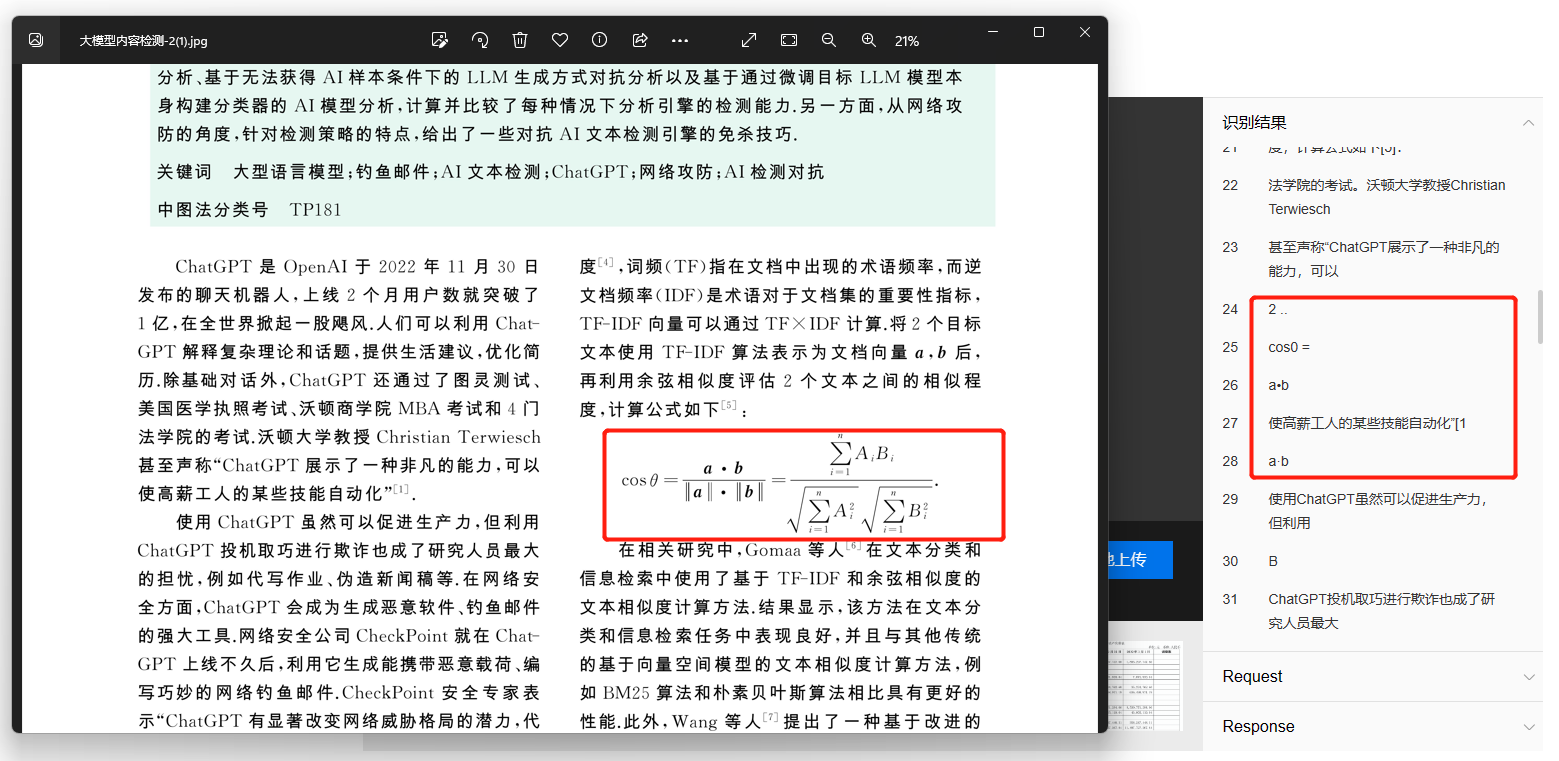 大模型内容检测-2(1).jpg
21%
分析、基于无法获得 AI 样本条件下的 LLM 生成方式对抗分析以及基于通过微调目标 LLM 模型本
身构建分类器的 AI 模型分析,计算并比较了每种情况下分析引擎的检测能力.另一方面,从网络攻
防的角度,针对检测策略的特点,给出了一些对抗 AI 文本检测引擎的免杀技巧.
关键词 大型语言模型;钓鱼邮件;AI 文本检测;ChatGPT;网络攻防;AI 检测对抗
中图法分类号 TP181
ChatGPT 是 OpenAI 于 2022 年 11 月 30 日
发布的聊天机器人,上线 2 个月用户数就突破了
1 亿,在全世界掀起一股飓风.人们可以利用 Chat-
GPT 解释复杂理论和话题,提供生活建议,优化简
历.除基础对话外,ChatGPT 还通过了图灵测试、
美国医学执照考试、沃顿商学院 MBA 考试和 4 门
法学院的考试.沃顿大学教授 Christian Terwiesch
甚至声称“ChatGPT 展示了一种非凡的能力,可以
使高薪工人的某些技能自动化”[1].
使用 ChatGPT 虽然可以促进生产力,但利用
ChatGPT 投机取巧进行欺诈也成了研究人员最大
的担忧,例如代写作业、伪造新闻稿等.在网络安
全方面,ChatGPT 会成为生成恶意软件、钓鱼邮件
的强大工具.网络安全公司 CheckPoint 就在 Chat-
GPT 上线不久后,利用它生成能携带恶意载荷、编
写巧妙的网络钓鱼邮件.CheckPoint 安全专家表
示“ChatGPT 有显著改变网络威胁格局的潜力,代
度[4],词频(TF)指在文档中出现的术语频率,而逆
文档频率(IDF)是术语对于文档集的重要性指标,
TF-IDF 向量可以通过 TF×IDF 计算.将 2 个目标
文本使用 TF-IDF 算法表示为文档向量 a,b 后,
再利用余弦相似度评估 2 个文本之间的相似程
度,计算公式如下[5]:
cos θ = a · b / ‖a‖ · ‖b‖ = ∑_{i=1}^{n} A_i B_i / √(∑_{i=1}^{n} A_i^2) √(∑_{i=1}^{n} B_i^2).
在相关研究中,Gomaa 等人[6]在文本分类和
信息检索中使用了基于 TF-IDF 和余弦相似度的
文本相似度计算方法.结果显示,该方法在文本分
类和信息检索任务中表现良好,并且与其他传统
的基于向量空间模型的文本相似度计算方法,例
如 BM25 算法和朴素贝叶斯算法相比具有更好的
性能.此外,Wang 等人[7]提出了一种基于改进的
地上传
识别结果
21 度，计算公式如下[5]:
22 法学院的考试。沃顿大学教授Christian
Terwiesch
23 甚至声称“ChatGPT展示了一种非凡的
能力，可以
24 2 ..
25 cos0 =
26 a•b
27 使高薪工人的某些技能自动化”[1
28 a·b
29 使用ChatGPT虽然可以促进生产力，
但利用
30 B
31 ChatGPT投机取巧进行欺诈也成了研
究人员最大
Request
Response